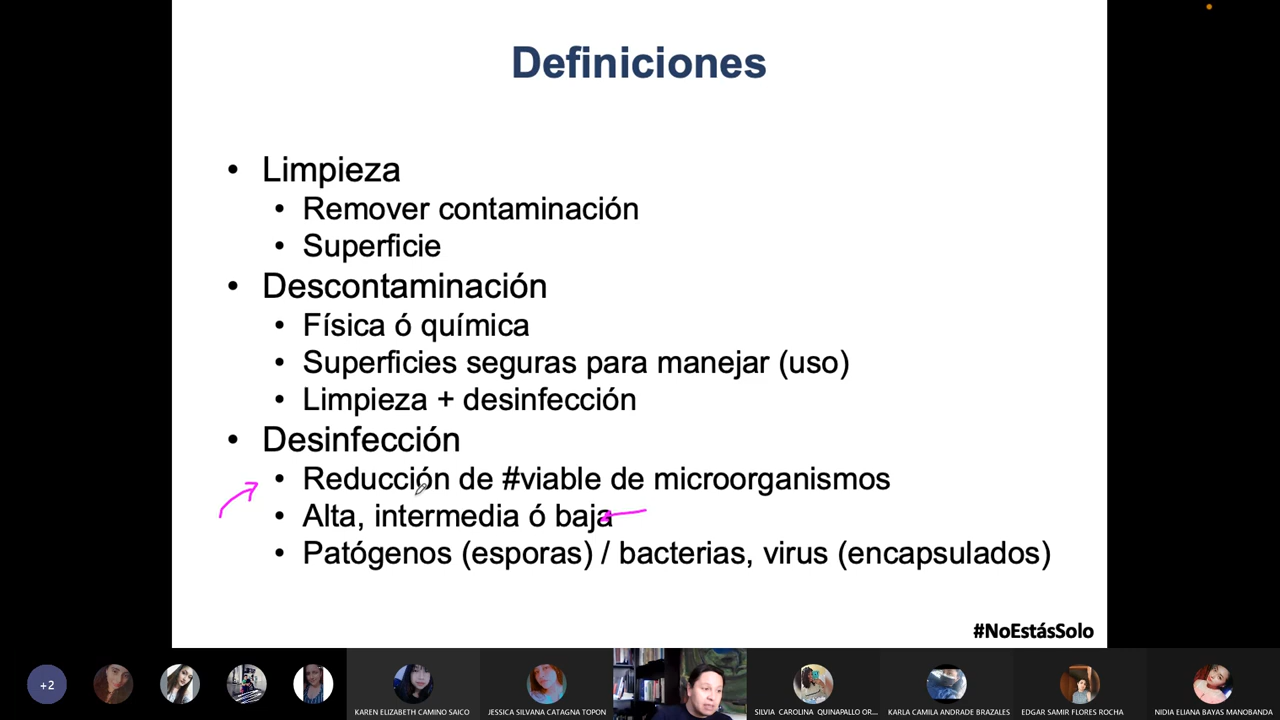 Definiciones
• Limpieza
• Remover contaminación
• Superficie
• Descontaminación
• Física ó química
• Superficies seguras para manejar (uso)
• Limpieza + desinfección
• Desinfección
• Reducción de #viable de microorganismos
• Alta, intermedia ó baja
• Patógenos (esporas) / bacterias, virus (encapsulados)
#NoEstásSolo
+2
KAREN ELIZABETH CAMINO SAICO
JESSICA SILVANA CATAGNA TOPON
SILVIA CAROLINA QUINAPALLO OR...
KARLA CAMILA ANDRADE BRAZALES
EDGAR SAMIR FLORES ROCHA
NIDIA ELIANA BAYAS MANOBANDA